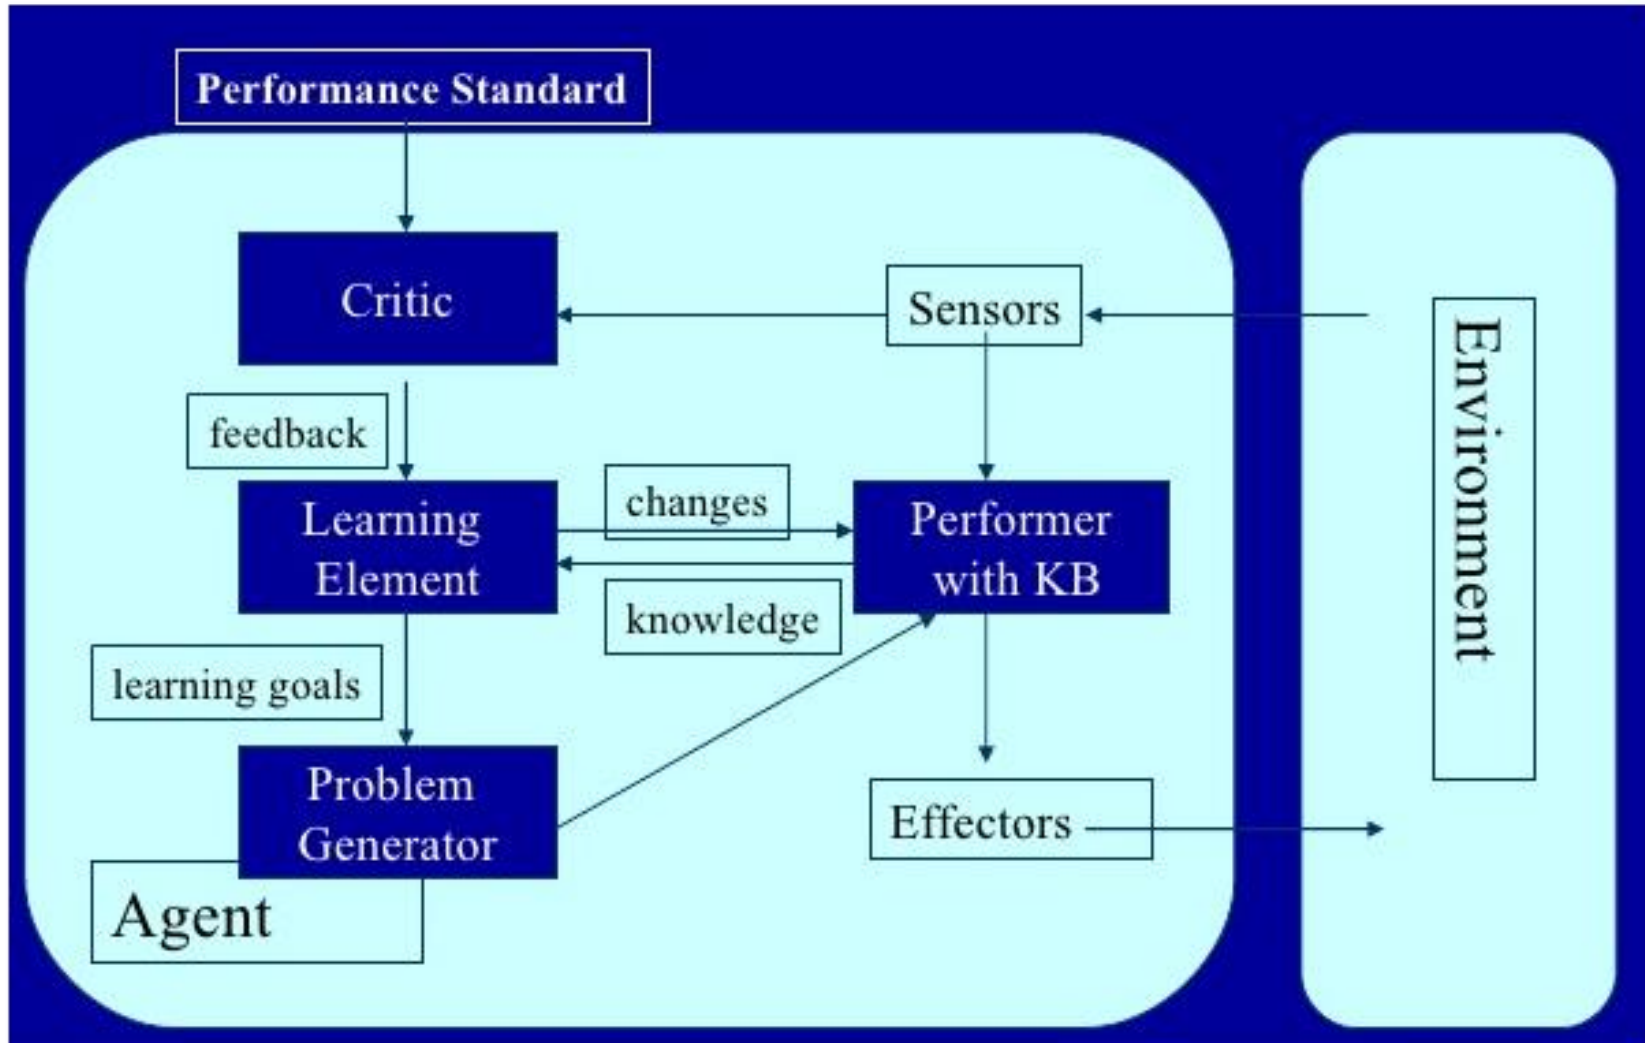 Performance Standard
Critic
Sensors
feedback
Learning
Element
changes
Performer
with KB
knowledge
learning goals
Problem
Generator
Effectors
Agent
Environment